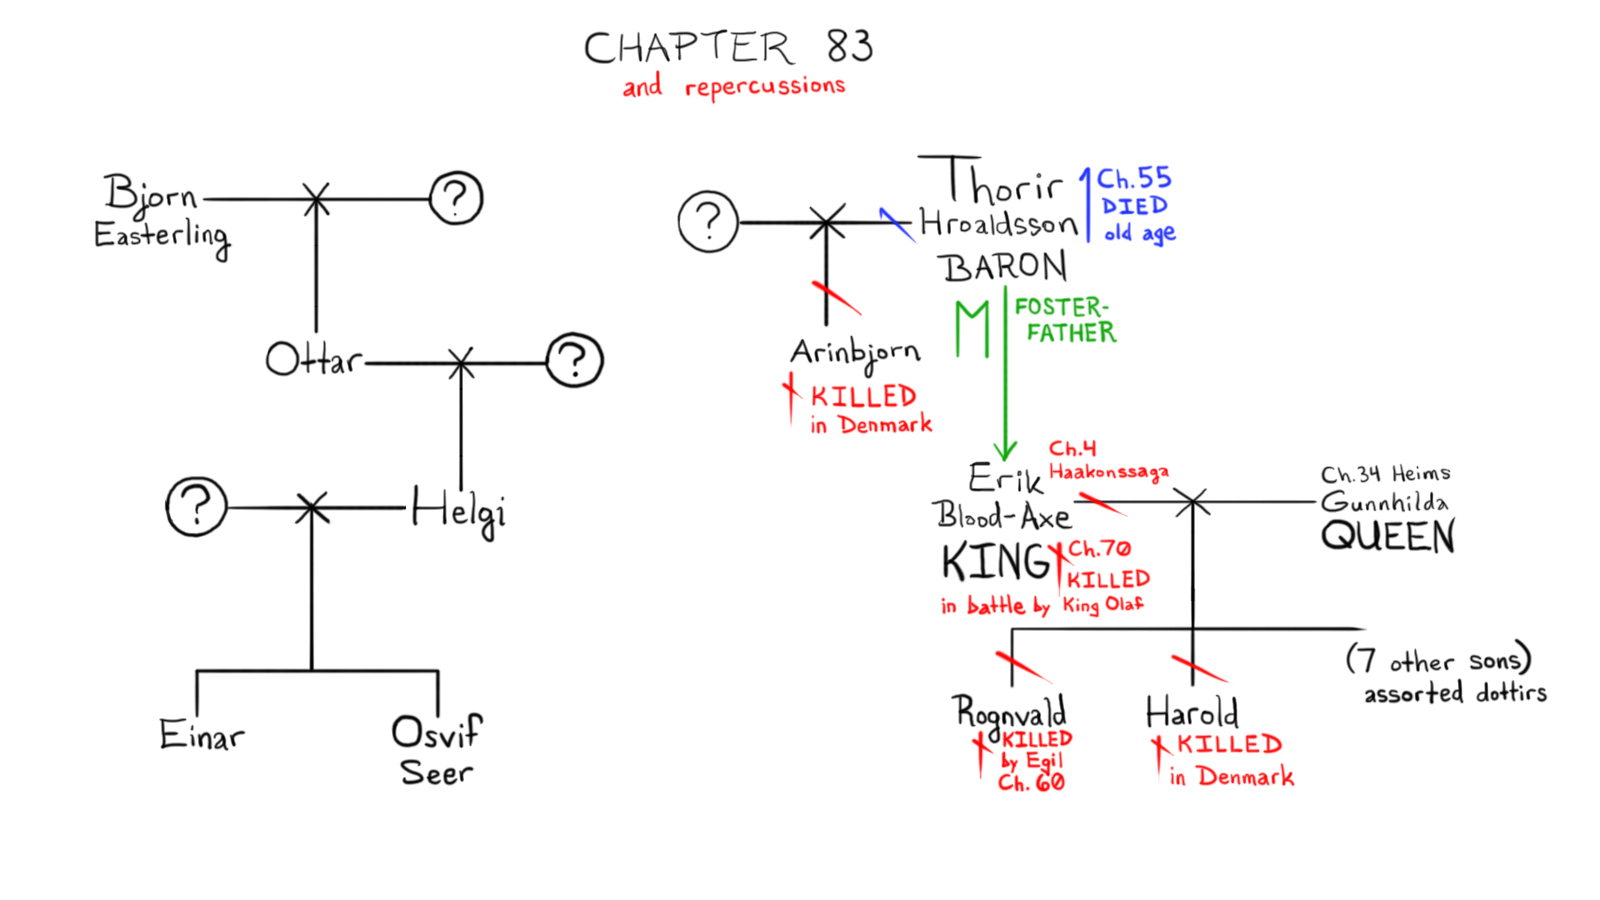 CHAPTER 83
and repercussions
Bjorn
Easterling
?
Ottar
?
?
Helgi
Einar
Osvif
Seer
?
Thorir
Hroaldsson
BARON
Ch.55
DIED
old age
M
FOSTER-
FATHER
Arinbjorn
KILLED
in Denmark
Erik
Blood-Axe
KING
Ch.4
Haakonssaga
Ch.70
KILLED
in battle by King Olaf
Ch.34 Heims
Gunnhilda
QUEEN
Rognvald
KILLED
by Egil
Ch. 60
Harold
KILLED
in Denmark
(7 other sons)
assorted dottirs